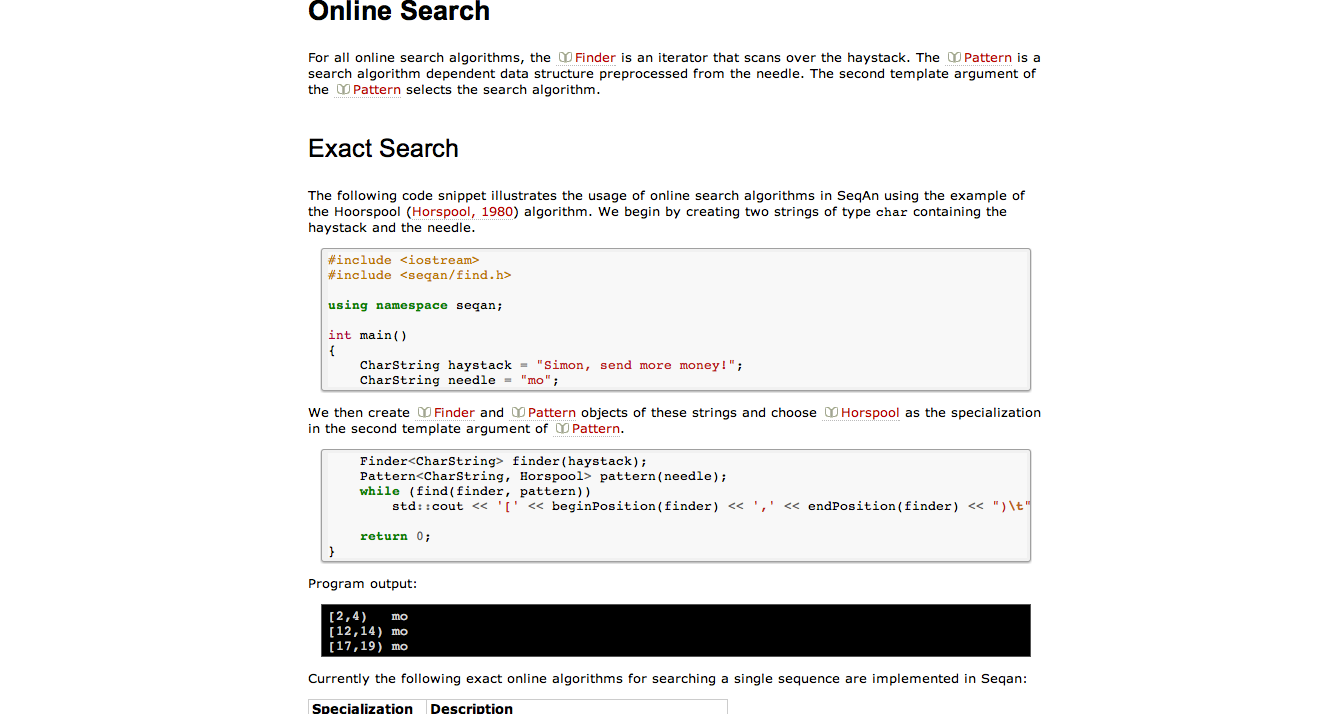 Online Search
For all online search algorithms, the Finder is an iterator that scans over the haystack. The Pattern is a
search algorithm dependent data structure preprocessed from the needle. The second template argument of
the Pattern selects the search algorithm.
Exact Search
The following code snippet illustrates the usage of online search algorithms in SeqAn using the example of
the Hoorspool (Horspool, 1980) algorithm. We begin by creating two strings of type char containing the
haystack and the needle.
#include <iostream>
#include <seqan/find.h>
using namespace seqan;
int main()
{
CharString haystack = "Simon, send more money!";
CharString needle = "mo";
We then create Finder and Pattern objects of these strings and choose Horspool as the specialization
in the second template argument of Pattern.
Finder<CharString> finder(haystack);
Pattern<CharString, Horspool> pattern(needle);
while (find(finder, pattern))
std::cout << '[' << beginPosition(finder) << ',' << endPosition(finder) << ")\t"
return 0;
}
Program output:
[2,4) mo
[12,14) mo
[17,19) mo
Currently the following exact online algorithms for searching a single sequence are implemented in Seqan:
Specialization Description